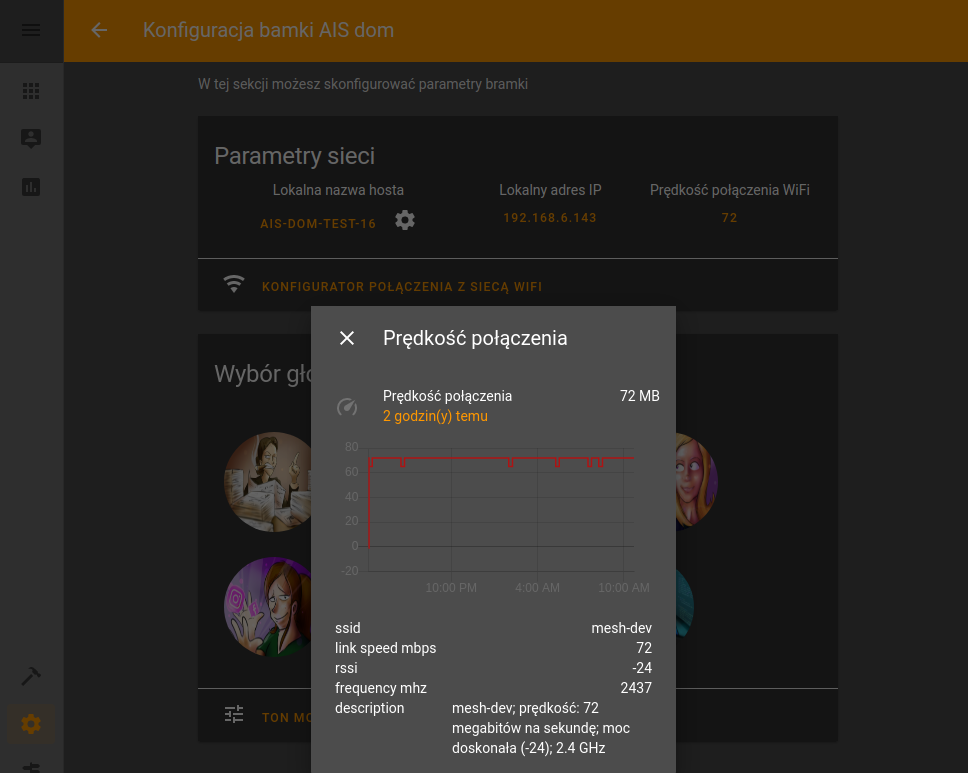 Konfiguracja bamki AIS dom
W tej sekcji możesz skonfigurować parametry bramki
Parametry sieci
Lokalna nazwa hosta
Lokalny adres IP
Prędkość połączenia WiFi
AIS-DOM-TEST-16
192.168.6.143
72
KONFIGURATOR POŁĄCZENIA Z SIECĄ WIFI
Wybór gło
Prędkość połączenia
Prędkość połączenia 72 MB
2 godzin(y) temu
80
60
40
20
0
-20
10:00 PM 4:00 AM 10:00 AM
ssid mesh-dev
link speed mbps 72
rssi -24
frequency mhz 2437
description mesh-dev; prędkość: 72
megabitów na sekundę; moc
doskonała (-24); 2.4 GHz
TON MO